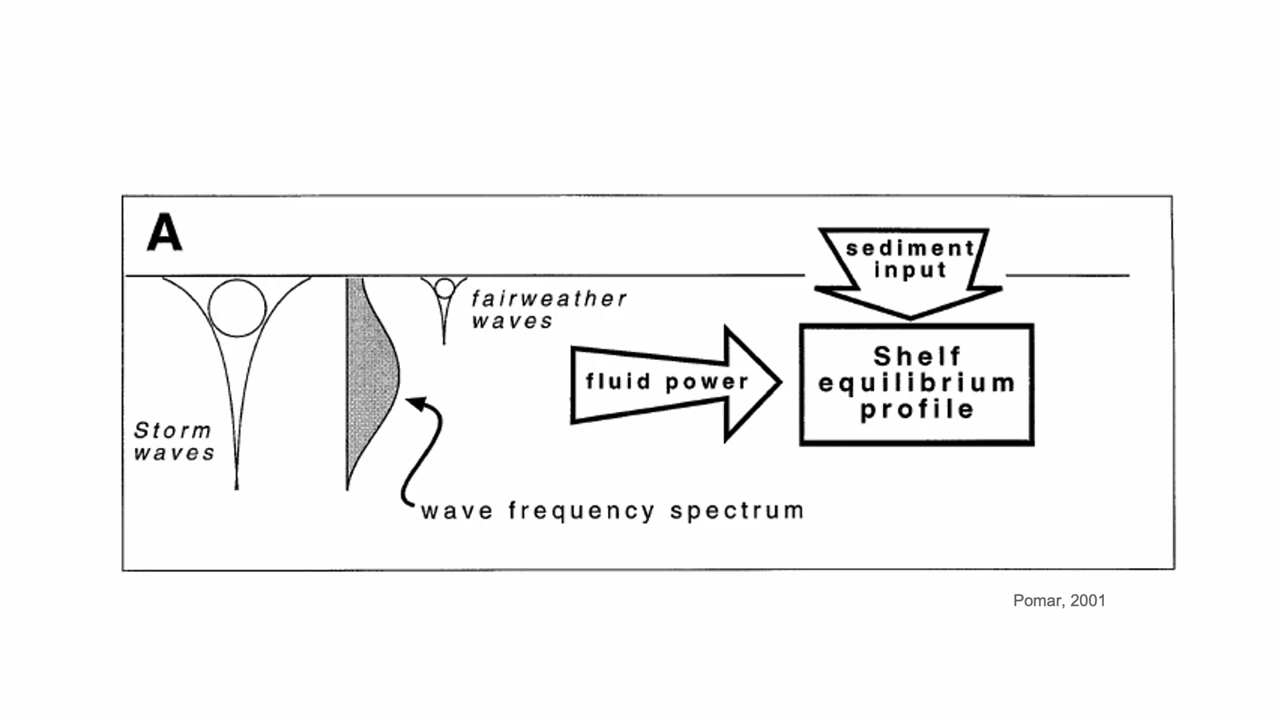 A
sediment
input
fairweather
waves
Shelf
equilibrium
profile
fluid power
Storm
waves
wave frequency spectrum
Pomar, 2001